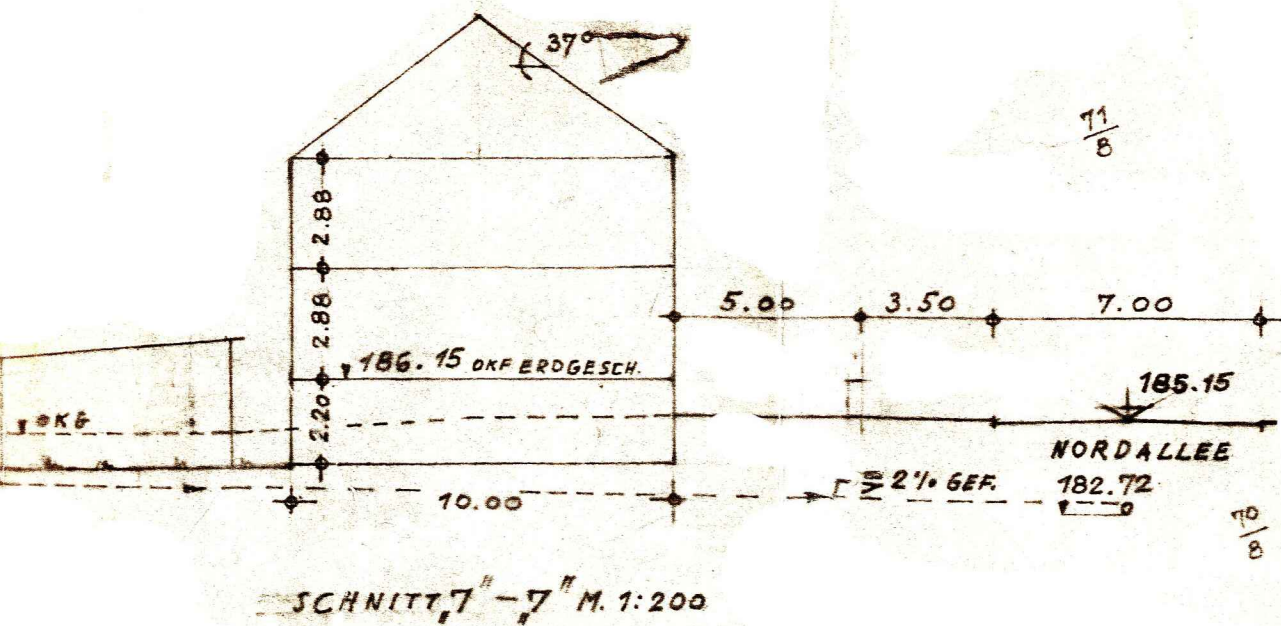 37°
71
8
2.88
2.88
2.20
5.00
3.50
7.00
186.15 OKF ERDGESCH.
185.15
OKG
NORDALLEE
≧ 2% GEF.
182.72
10.00
70
8
SCHNITT „7" – „7" M. 1:200